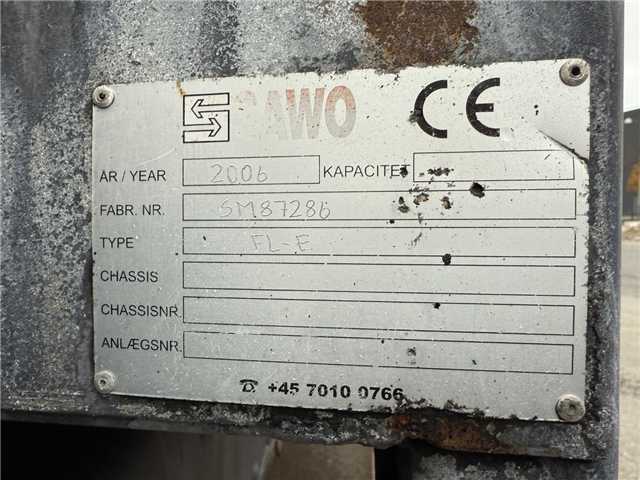 SAWO CE
ÅR / YEAR 2006 KAPACITET
FABR. NR. SM87286
TYPE FL-E
CHASSIS
CHASSISNR.
ANLÆGSNR.
☎ +45 7010 0766